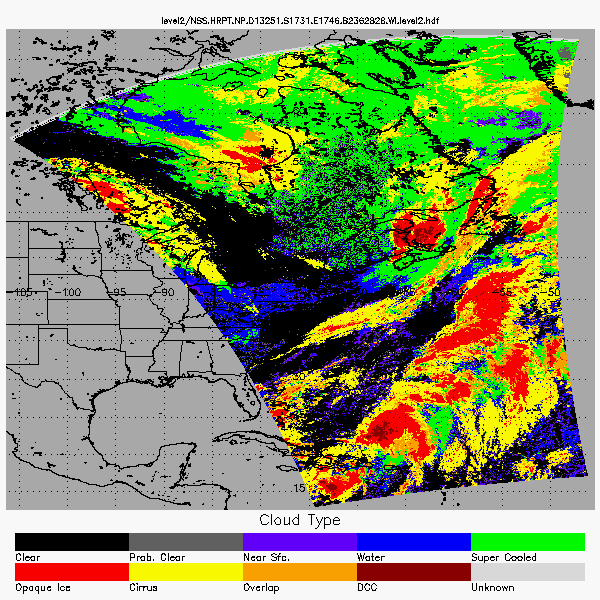 level2/NSS.HRPT.NP.D13251.S1731.E1746.B2362828.WI.level2.hdf
-105 -100 -95 -90 -55 -50
15
Cloud Type
Clear Prob. Clear Near Sfc. Water Super Cooled
Opaque Ice Cirrus Overlap DCC Unknown